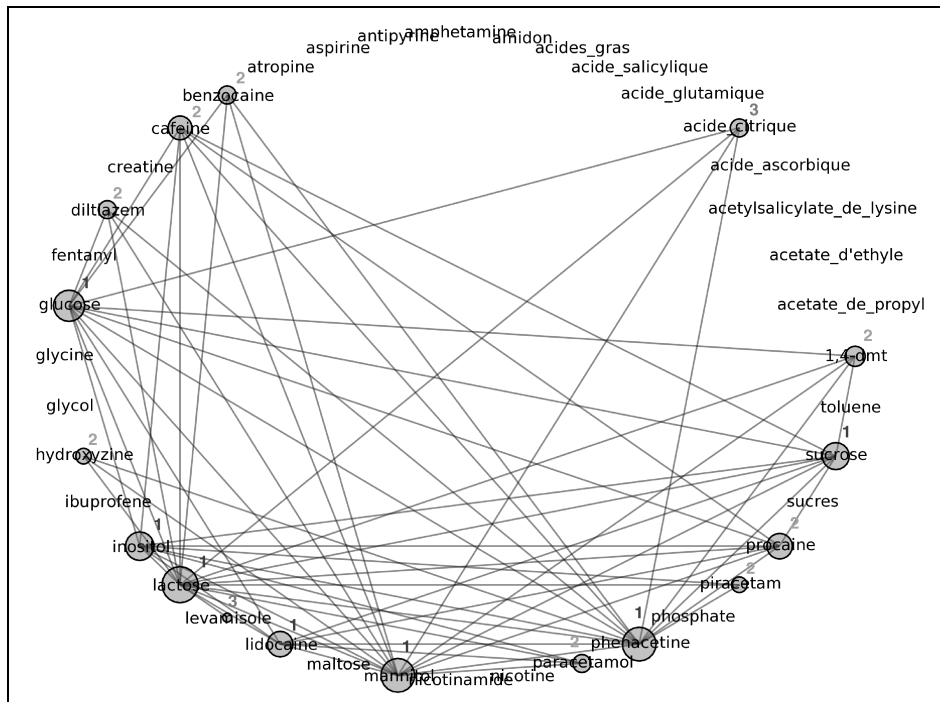 amphetamine
antipyrine
amidon
aspirine
acides_gras
atropine
acide_salicylique
2
benzocaine
acide_glutamique
2
cafeine
3
acide_citrique
creatine
acide_ascorbique
2
diltiazem
acetylsalicylate_de_lysine
fentanyl
acetate_d'ethyle
1
glucose
acetate_de_propyl
glycine
2
1,4-dmt
glycol
toluene
2
hydroxyzine
1
sucrose
ibuprofene
sucres
1
inositol
2
procaine
1
lactose
2
piracetam
3
levamisole
phosphate
1
lidocaine
1
phenacetine
maltose
2
paracetamol
1
mannitol
nicotinamide
nicotine